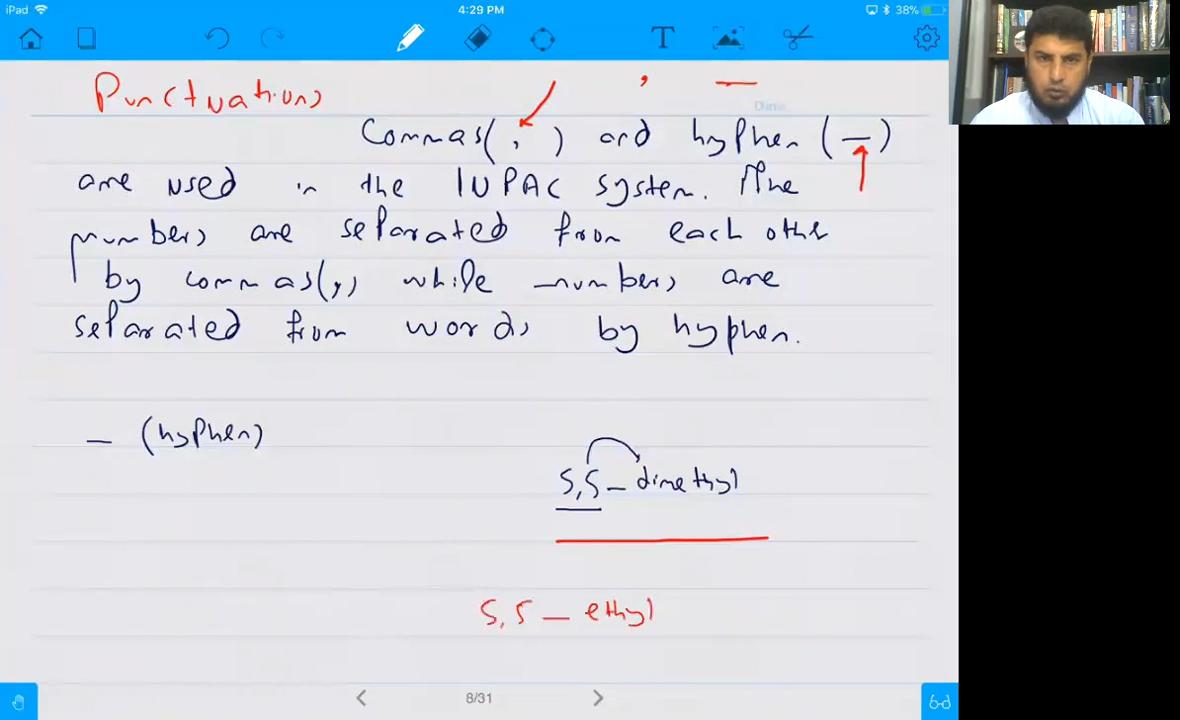 iPad
4:29 PM
38%
T
Punctuations
, —
Dime
Commas( , ) and hyphen ( — )
are used in the IUPAC system. The
numbers are separated from each other
by commas(,) while numbers are
separated from words by hyphen.
— (hyphen)
5,5 — dimethyl
5,5 — ethyl
8/31